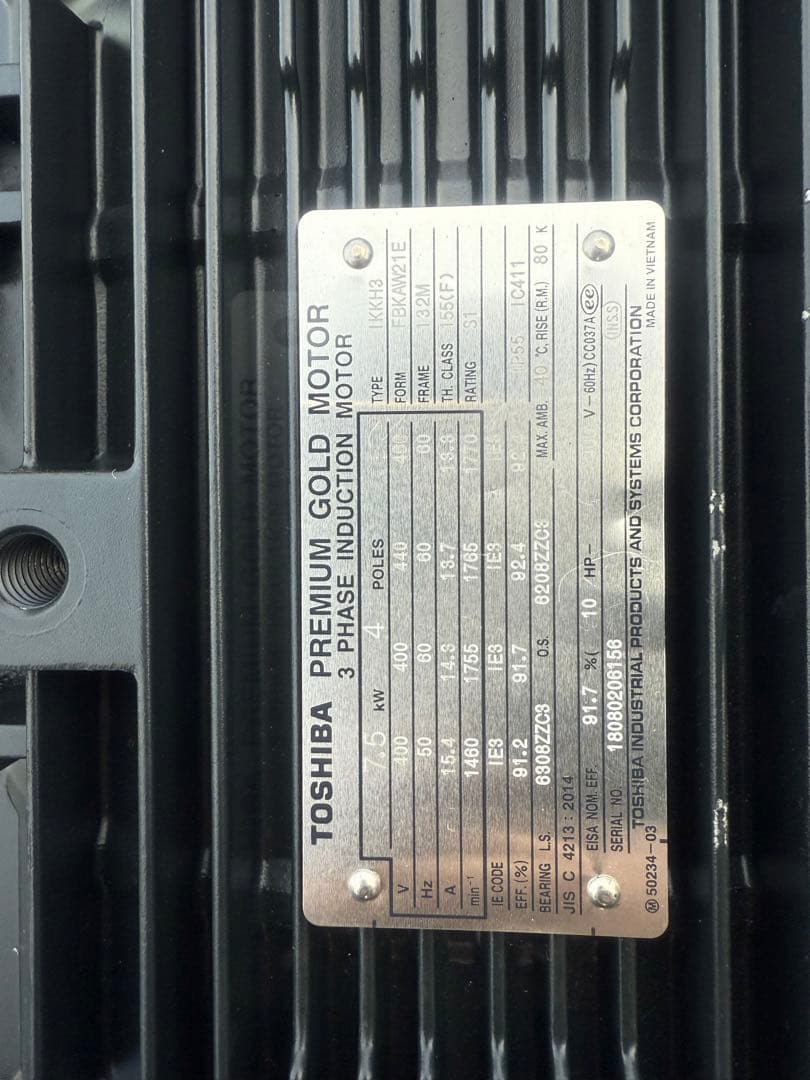 TOSHIBA PREMIUM GOLD MOTOR
3 PHASE INDUCTION MOTOR
7.5 kW 4 POLES TYPE IKKH3
V 400 400 440 FORM FBKAW21E
Hz 50 60 60 60 FRAME 132M
A 15.4 14.3 13.7 13.3 TH. CLASS 155(F)
min⁻¹ 1460 1755 1765 1770 RATING S1
IE CODE IE3 IE3 IE3
EFF.(%) 91.2 91.7 92.4 IP55 IC411
BEARING L.S. 6308ZZC3 O.S. 6208ZZC3 MAX. AMB. 40 °C, RISE (R.M.) 80 K
JIS C 4213 : 2014
EISA NOM. EFF. 91.7 %( 10 HP- V-60Hz) CC037A ee
SERIAL NO. 18080206156 (INS.S)
TOSHIBA INDUSTRIAL PRODUCTS AND SYSTEMS CORPORATION
M 50234-03 MADE IN VIETNAM